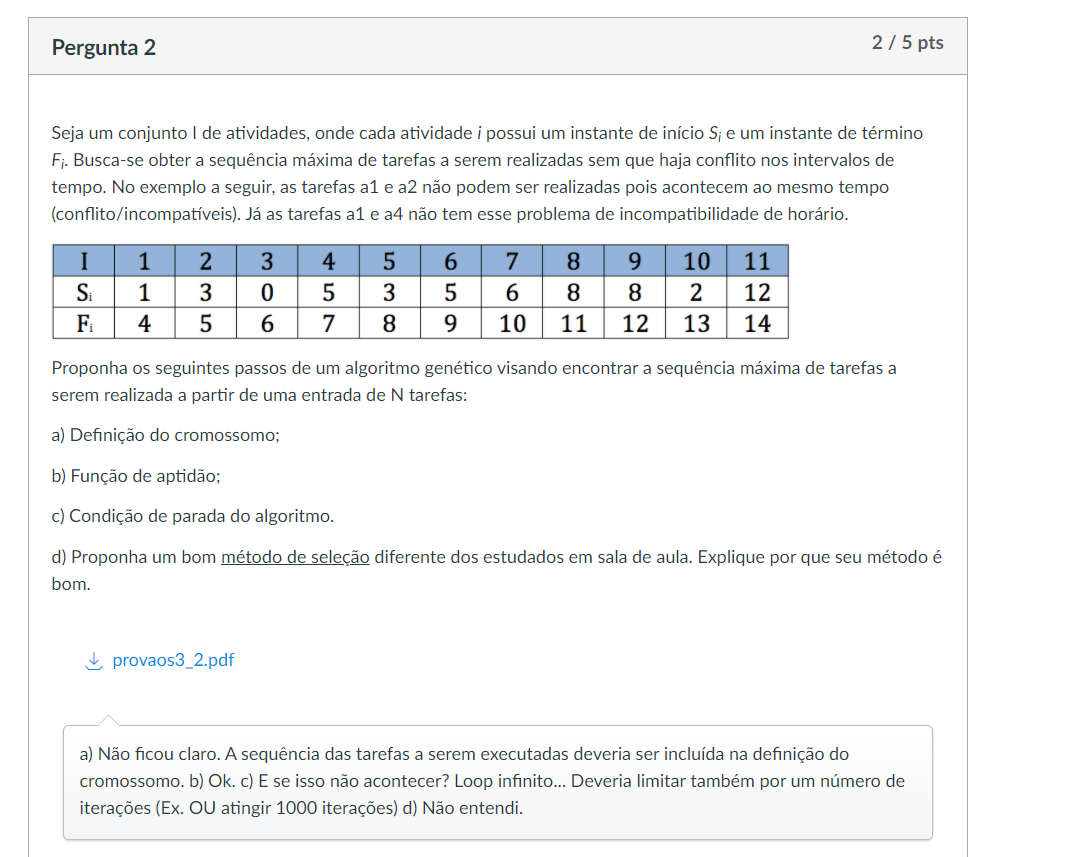 Pergunta 2
2 / 5 pts
Seja um conjunto I de atividades, onde cada atividade i possui um instante de início Si e um instante de término
Fi. Busca-se obter a sequência máxima de tarefas a serem realizadas sem que haja conflito nos intervalos de
tempo. No exemplo a seguir, as tarefas a1 e a2 não podem ser realizadas pois acontecem ao mesmo tempo
(conflito/incompatíveis). Já as tarefas a1 e a4 não tem esse problema de incompatibilidade de horário.
I 1 2 3 4 5 6 7 8 9 10 11
Si 1 3 0 5 3 5 6 8 8 2 12
Fi 4 5 6 7 8 9 10 11 12 13 14
Proponha os seguintes passos de um algoritmo genético visando encontrar a sequência máxima de tarefas a
serem realizada a partir de uma entrada de N tarefas:
a) Definição do cromossomo;
b) Função de aptidão;
c) Condição de parada do algoritmo.
d) Proponha um bom método de seleção diferente dos estudados em sala de aula. Explique por que seu método é
bom.
provaos3_2.pdf
a) Não ficou claro. A sequência das tarefas a serem executadas deveria ser incluída na definição do
cromossomo. b) Ok. c) E se isso não acontecer? Loop infinito... Deveria limitar também por um número de
iterações (Ex. OU atingir 1000 iterações) d) Não entendi.